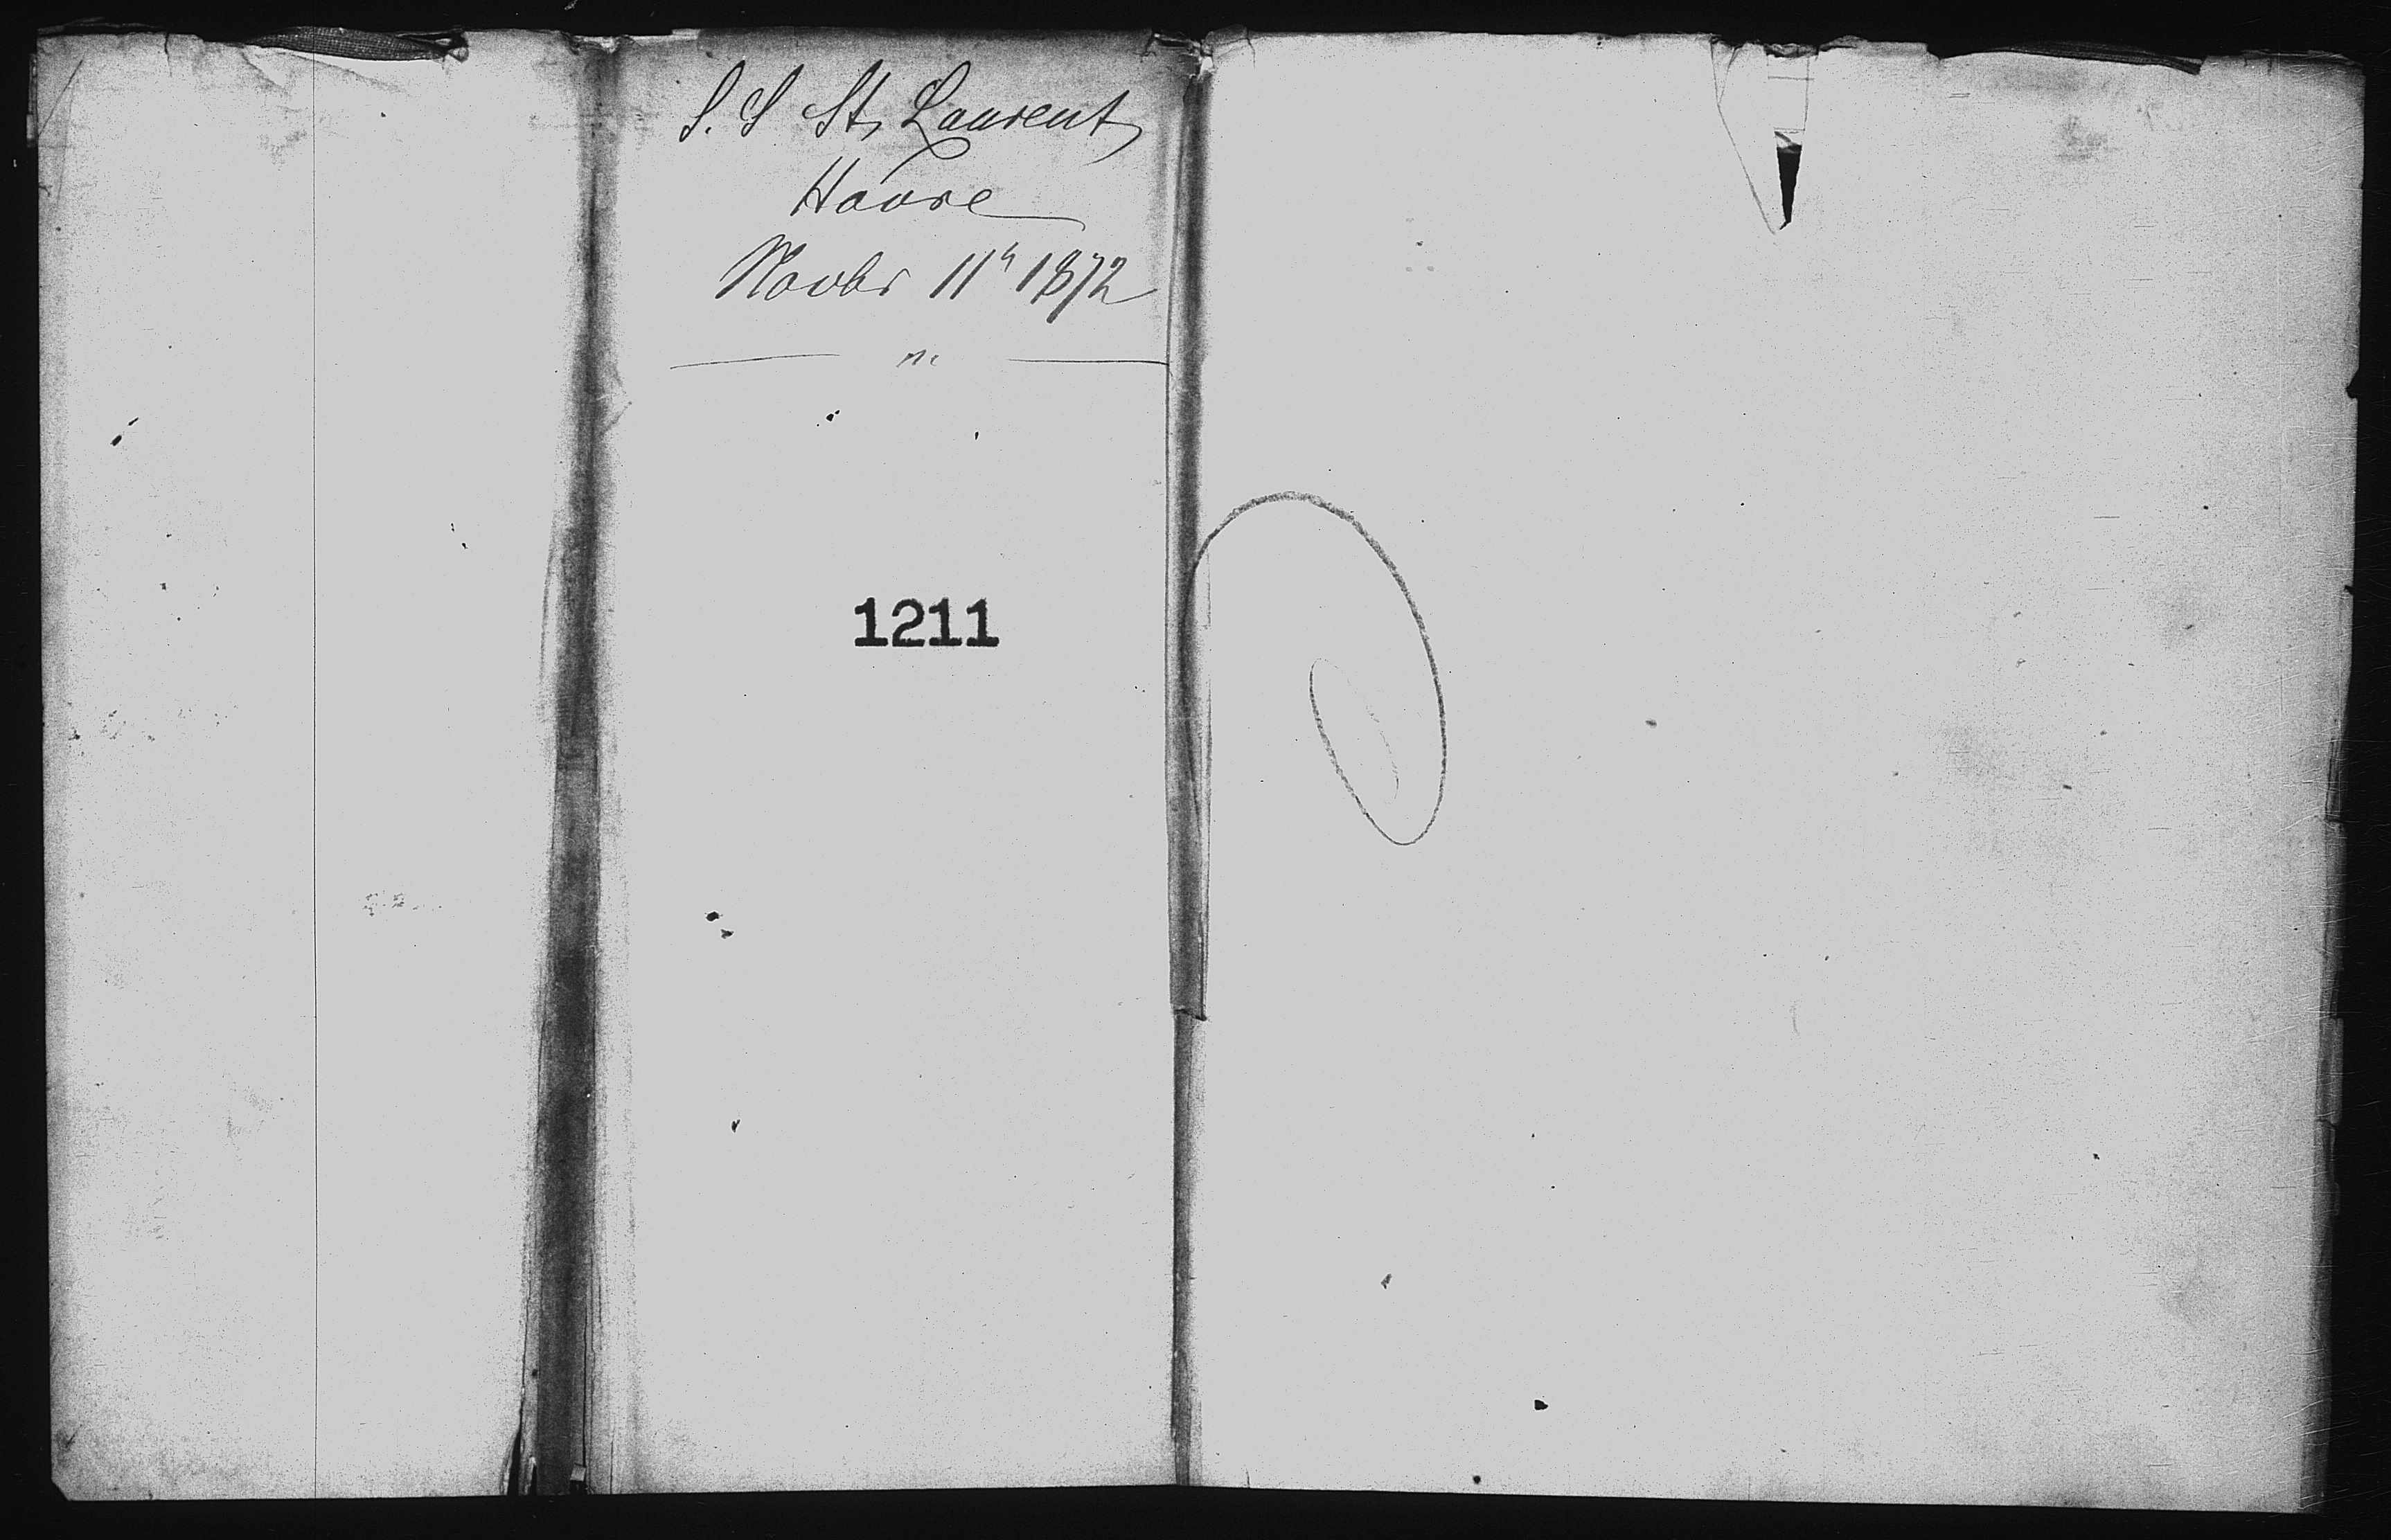 S. S St. Laurent
Havre
Novbr 11th 1872
1211